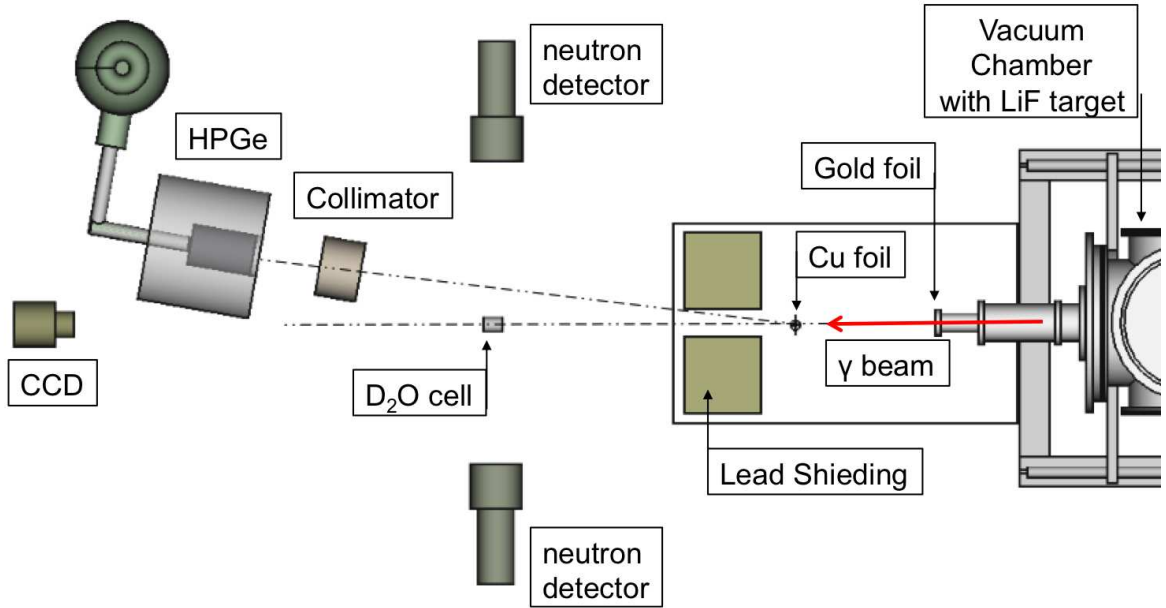 neutron
detector
Vacuum
Chamber
with LiF target
HPGe
Gold foil
Collimator
Cu foil
γ beam
CCD
D₂O cell
Lead Shieding
neutron
detector